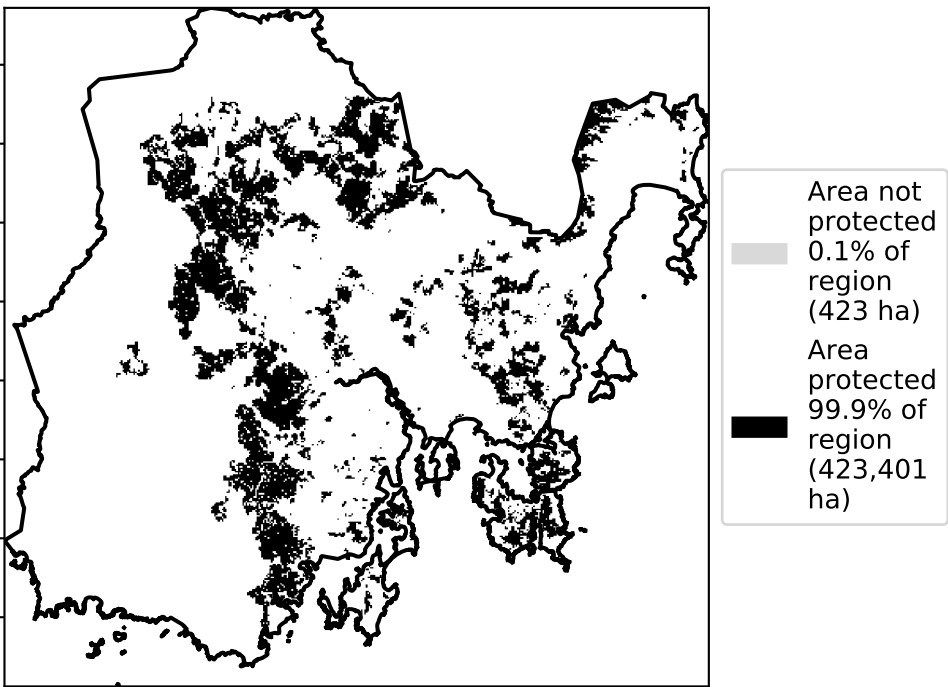 Area not
protected
0.1% of
region
(423 ha)
Area
protected
99.9% of
region
(423,401
ha)